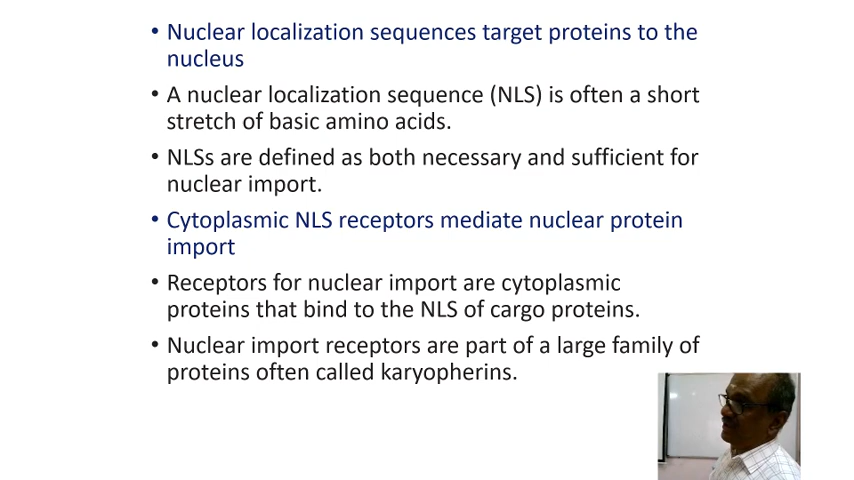 • Nuclear localization sequences target proteins to the
nucleus
• A nuclear localization sequence (NLS) is often a short
stretch of basic amino acids.
• NLSs are defined as both necessary and sufficient for
nuclear import.
• Cytoplasmic NLS receptors mediate nuclear protein
import
• Receptors for nuclear import are cytoplasmic
proteins that bind to the NLS of cargo proteins.
• Nuclear import receptors are part of a large family of
proteins often called karyopherins.